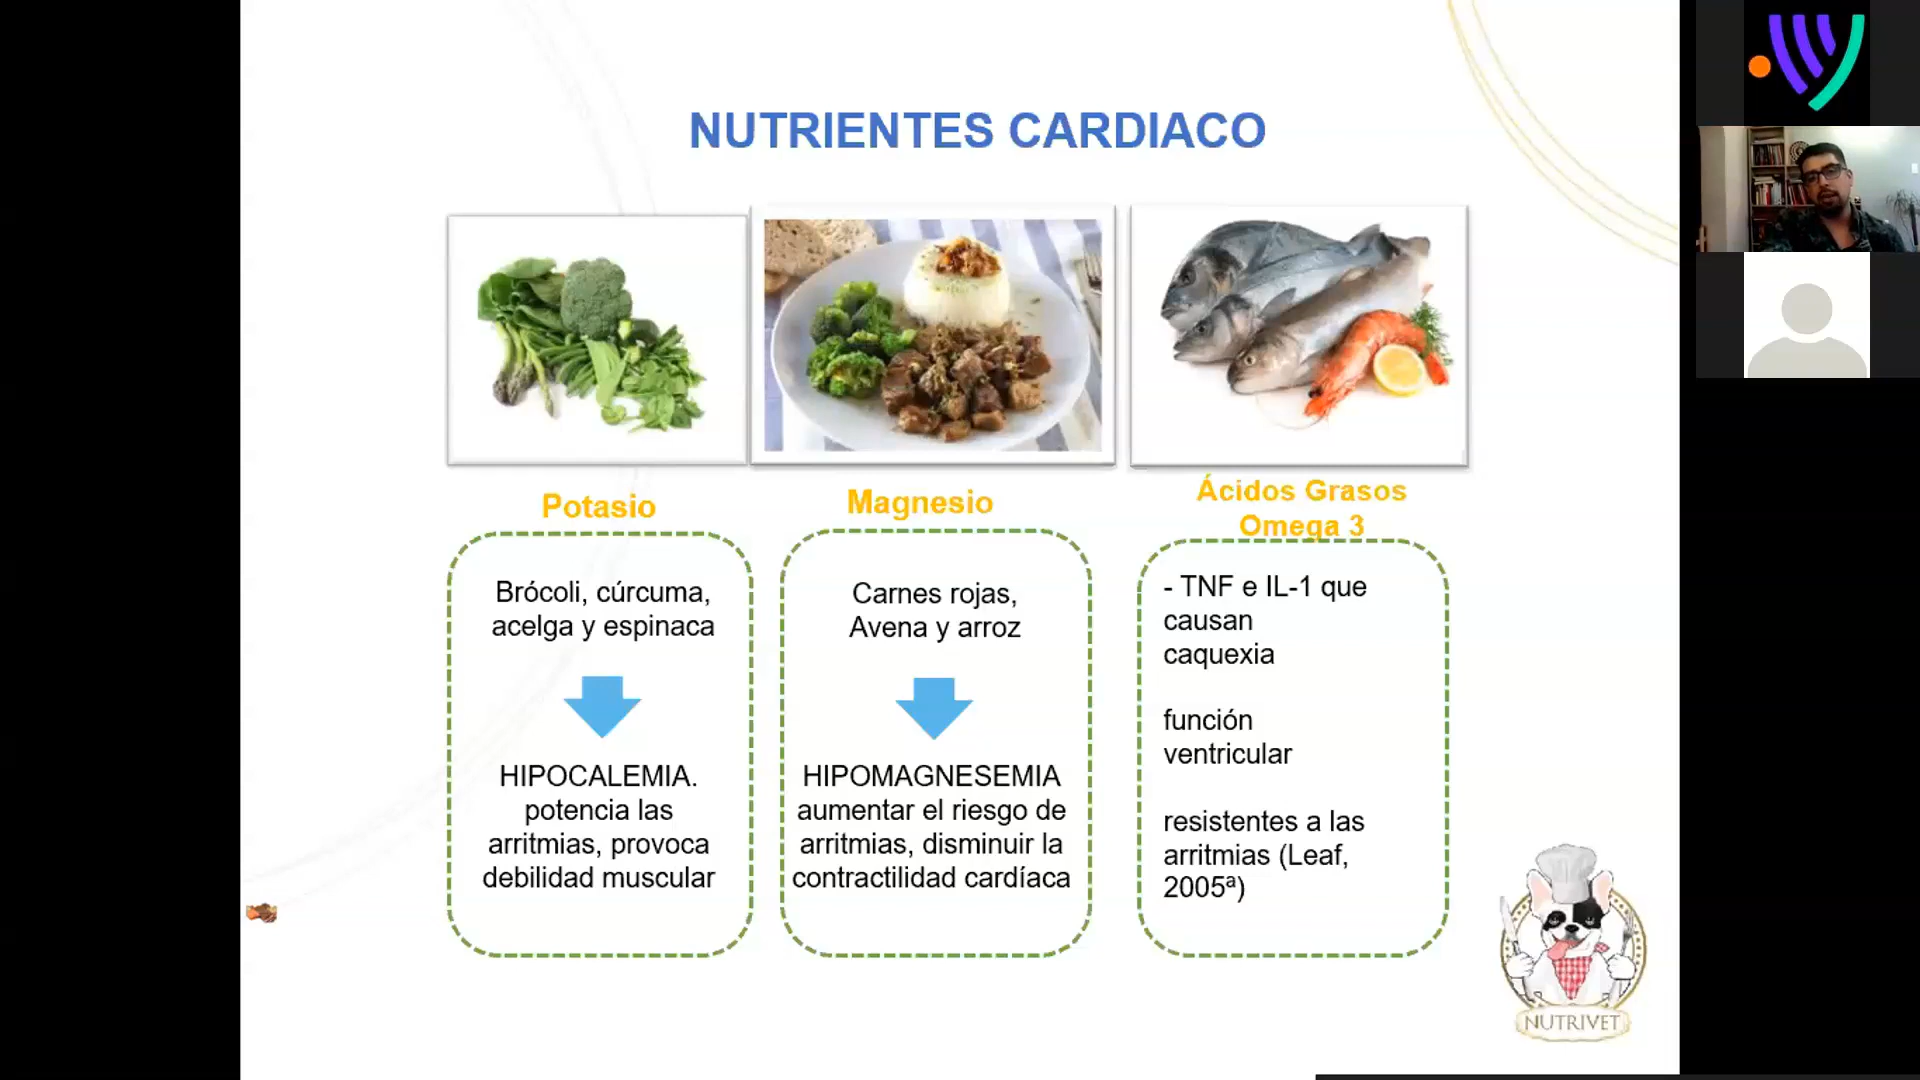 NUTRIENTES CARDIACO
Potasio
Brócoli, cúrcuma,
acelga y espinaca
HIPOCALEMIA.
potencia las
arritmias, provoca
debilidad muscular
Magnesio
Carnes rojas,
Avena y arroz
HIPOMAGNESEMIA
aumentar el riesgo de
arritmias, disminuir la
contractilidad cardíaca
Ácidos Grasos
Omega 3
- TNF e IL-1 que
causan
caquexia
función
ventricular
resistentes a las
arritmias (Leaf,
2005ª)
NUTRIVET